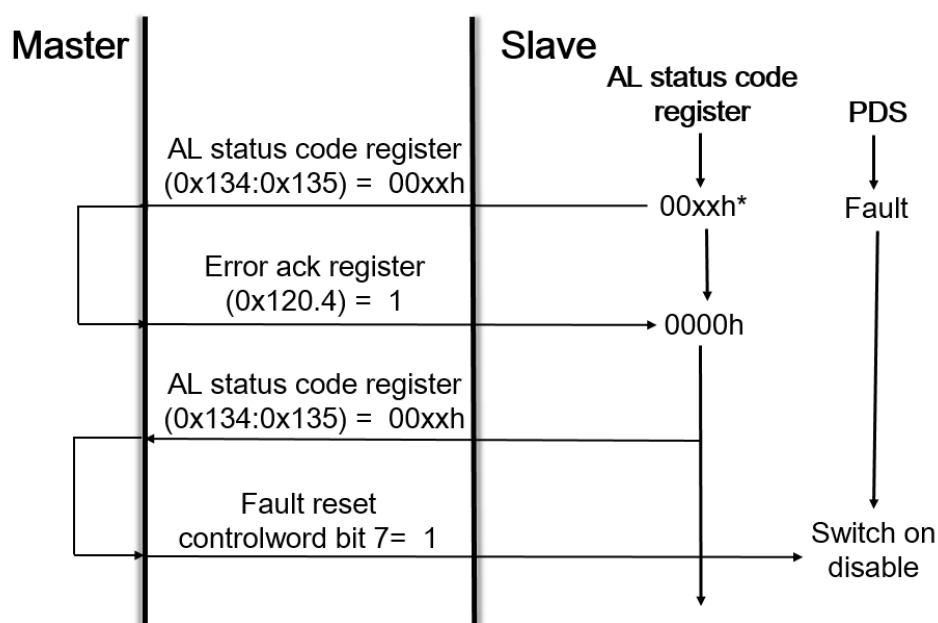 Master
Slave
AL status code
register
PDS
AL status code register
(0x134:0x135) = 00xxh
00xxh*
Fault
Error ack register
(0x120.4) = 1
0000h
AL status code register
(0x134:0x135) = 00xxh
Fault reset
controlword bit 7= 1
Switch on
disable